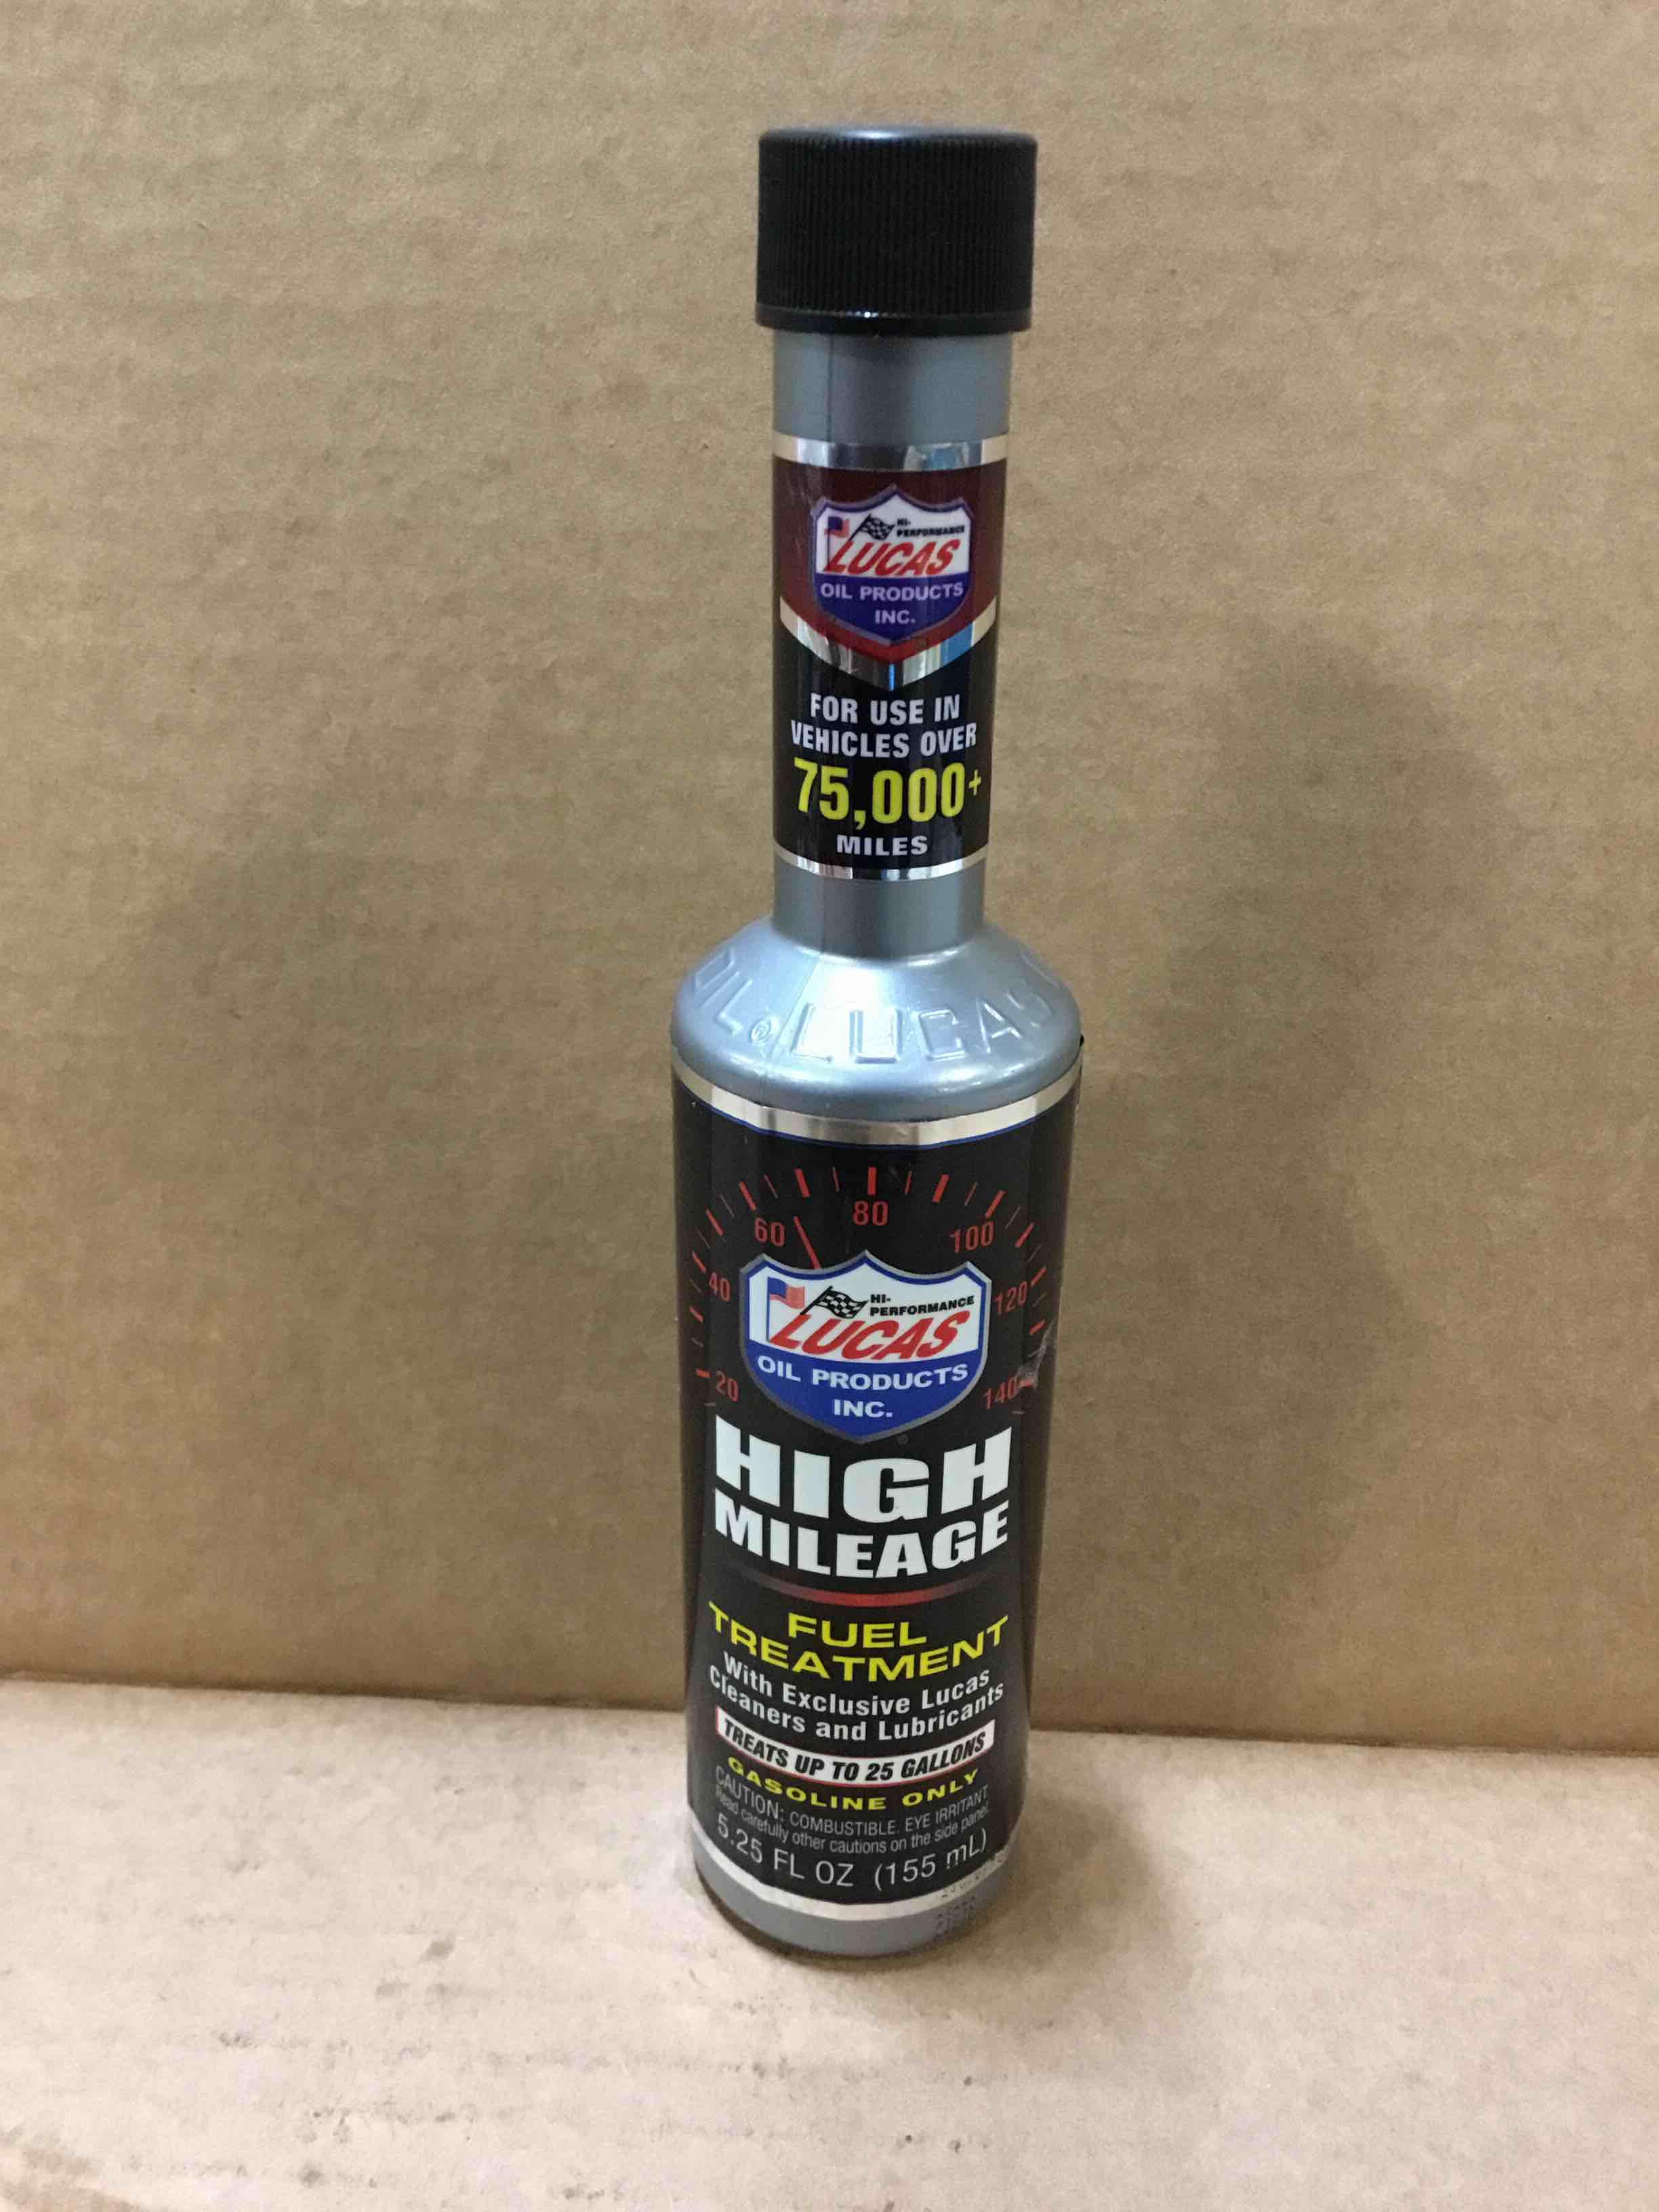 HI-
PERFORMANCE
LUCAS
OIL PRODUCTS
INC.
FOR USE IN
VEHICLES OVER
75,000+
MILES
OIL® LUCAS
20 40 60 80 100 120 140
HI-
PERFORMANCE
LUCAS
OIL PRODUCTS
INC.
®
HIGH
MILEAGE
FUEL
TREATMENT
With Exclusive Lucas
Cleaners and Lubricants
TREATS UP TO 25 GALLONS
GASOLINE ONLY
CAUTION: COMBUSTIBLE. EYE IRRITANT.
Read carefully other cautions on the side panel.
5.25 FL OZ (155 mL)